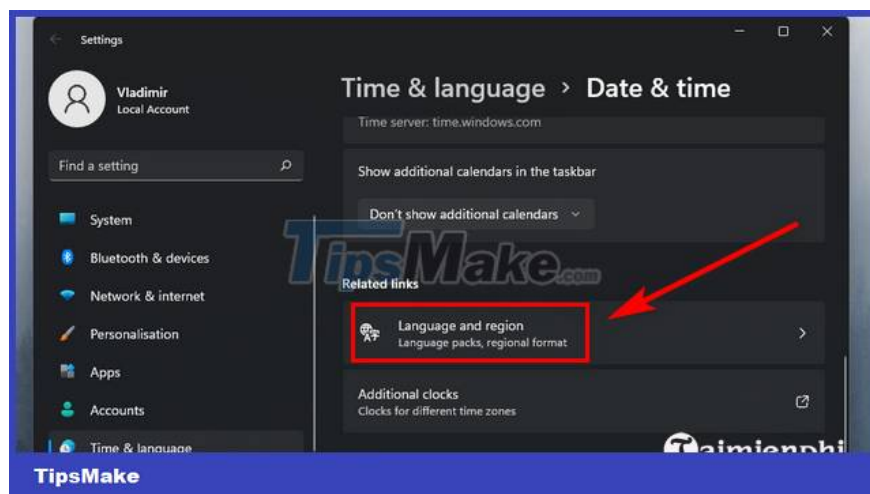 Settings
Vladimir
Local Account
Find a setting
System
Bluetooth & devices
Network & internet
Personalisation
Apps
Accounts
Time & language
Time & language > Date & time
Time server: time.windows.com
Show additional calendars in the taskbar
Don't show additional calendars
TipsMake.com
Related links
Language and region
Language packs, regional format
Additional clocks
Clocks for different time zones
Taimienphi
TipsMake